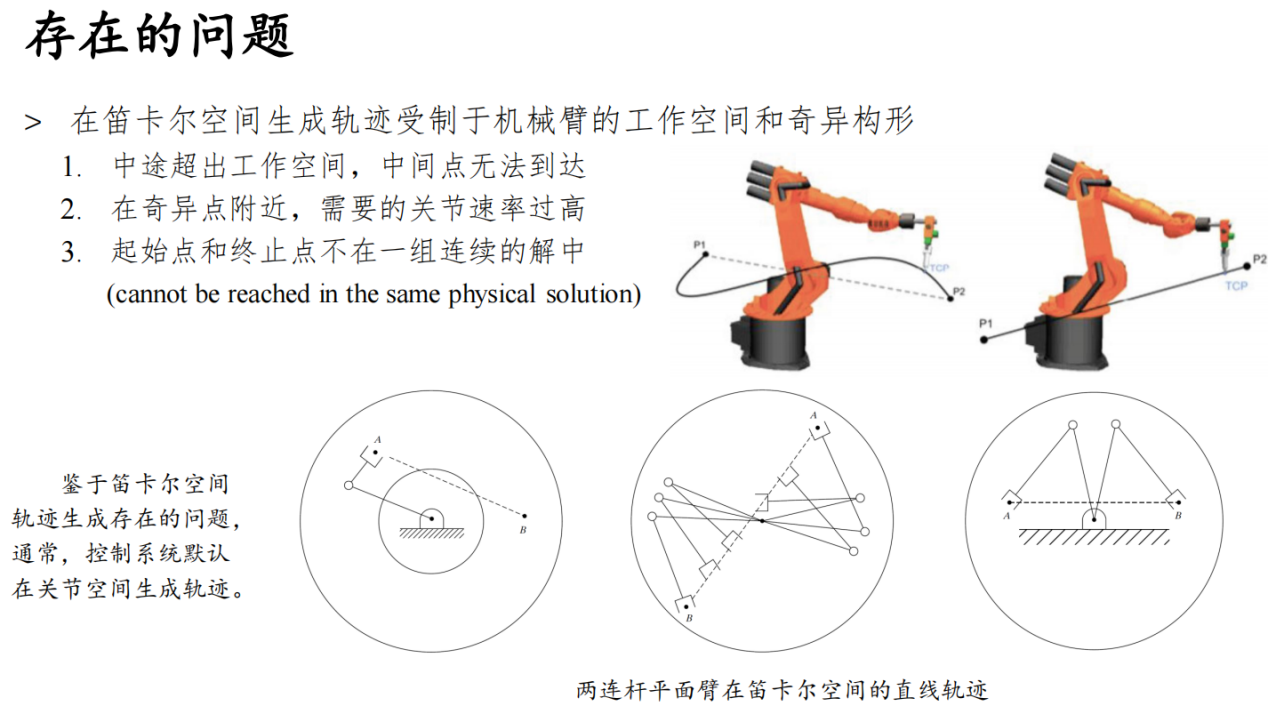 存在的问题
> 在笛卡尔空间生成轨迹受制于机械臂的工作空间和奇异构形
1. 中途超出工作空间，中间点无法到达
2. 在奇异点附近，需要的关节速率过高
3. 起始点和终止点不在一组连续的解中
(cannot be reached in the same physical solution)
P1
TCP
P2
P1
P2
TCP
鉴于笛卡尔空间
轨迹生成存在的问题，
通常，控制系统默认
在关节空间生成轨迹。
A
B
A
B
A
B
两连杆平面臂在笛卡尔空间的直线轨迹